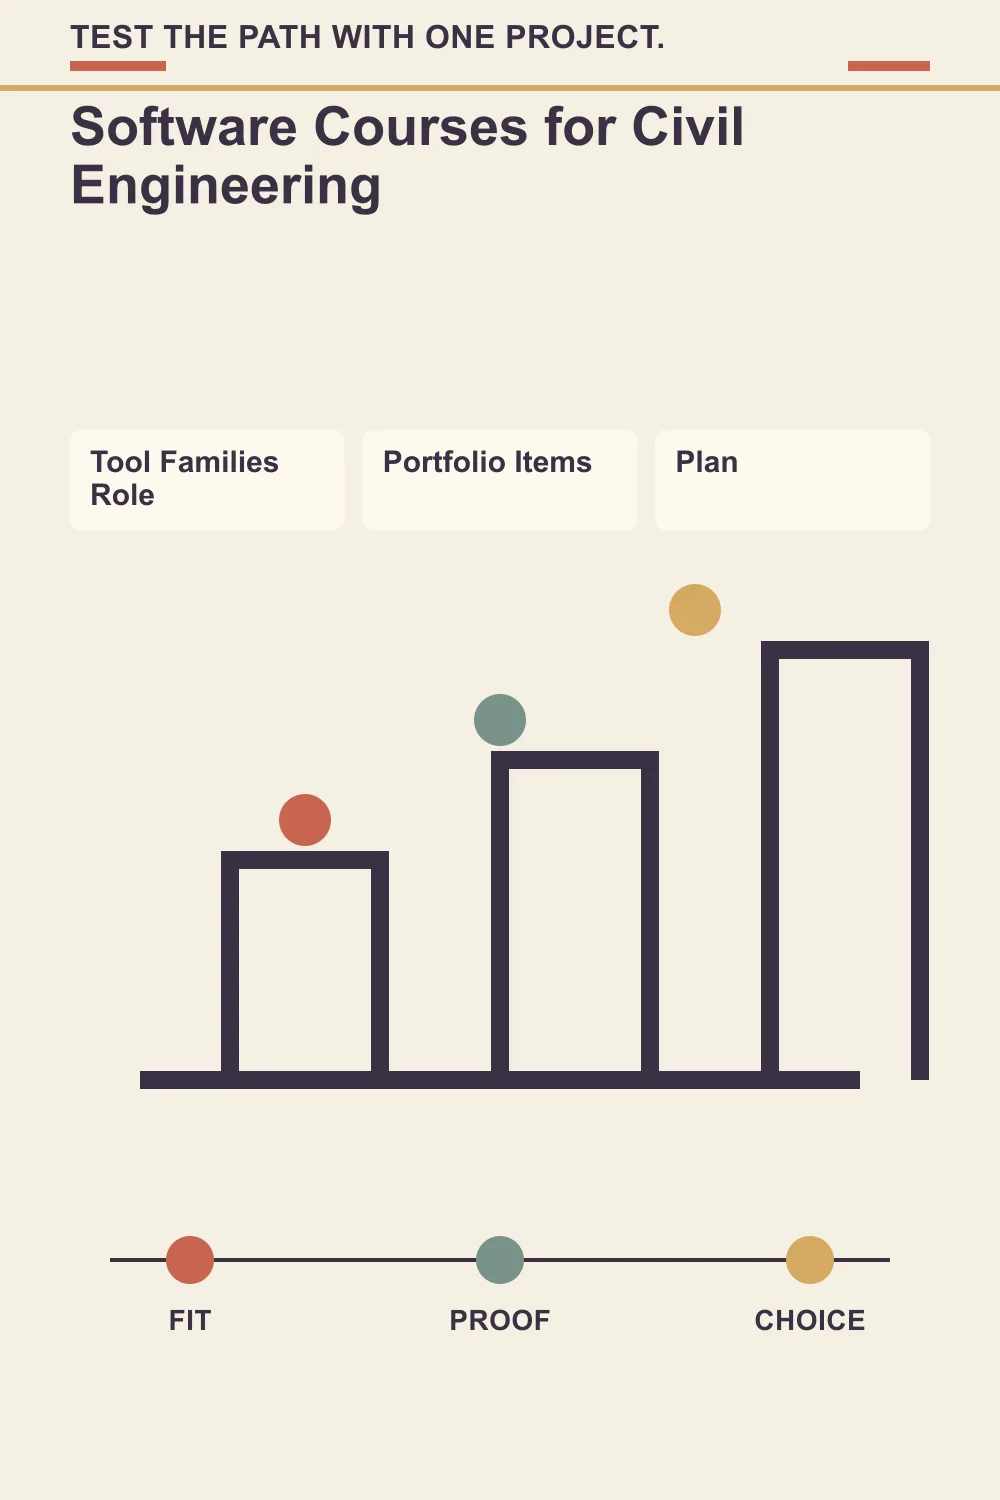 TEST THE PATH WITH ONE PROJECT.
Software Courses for Civil
Engineering
Tool Families
Role
Portfolio Items
Plan
FIT
PROOF
CHOICE